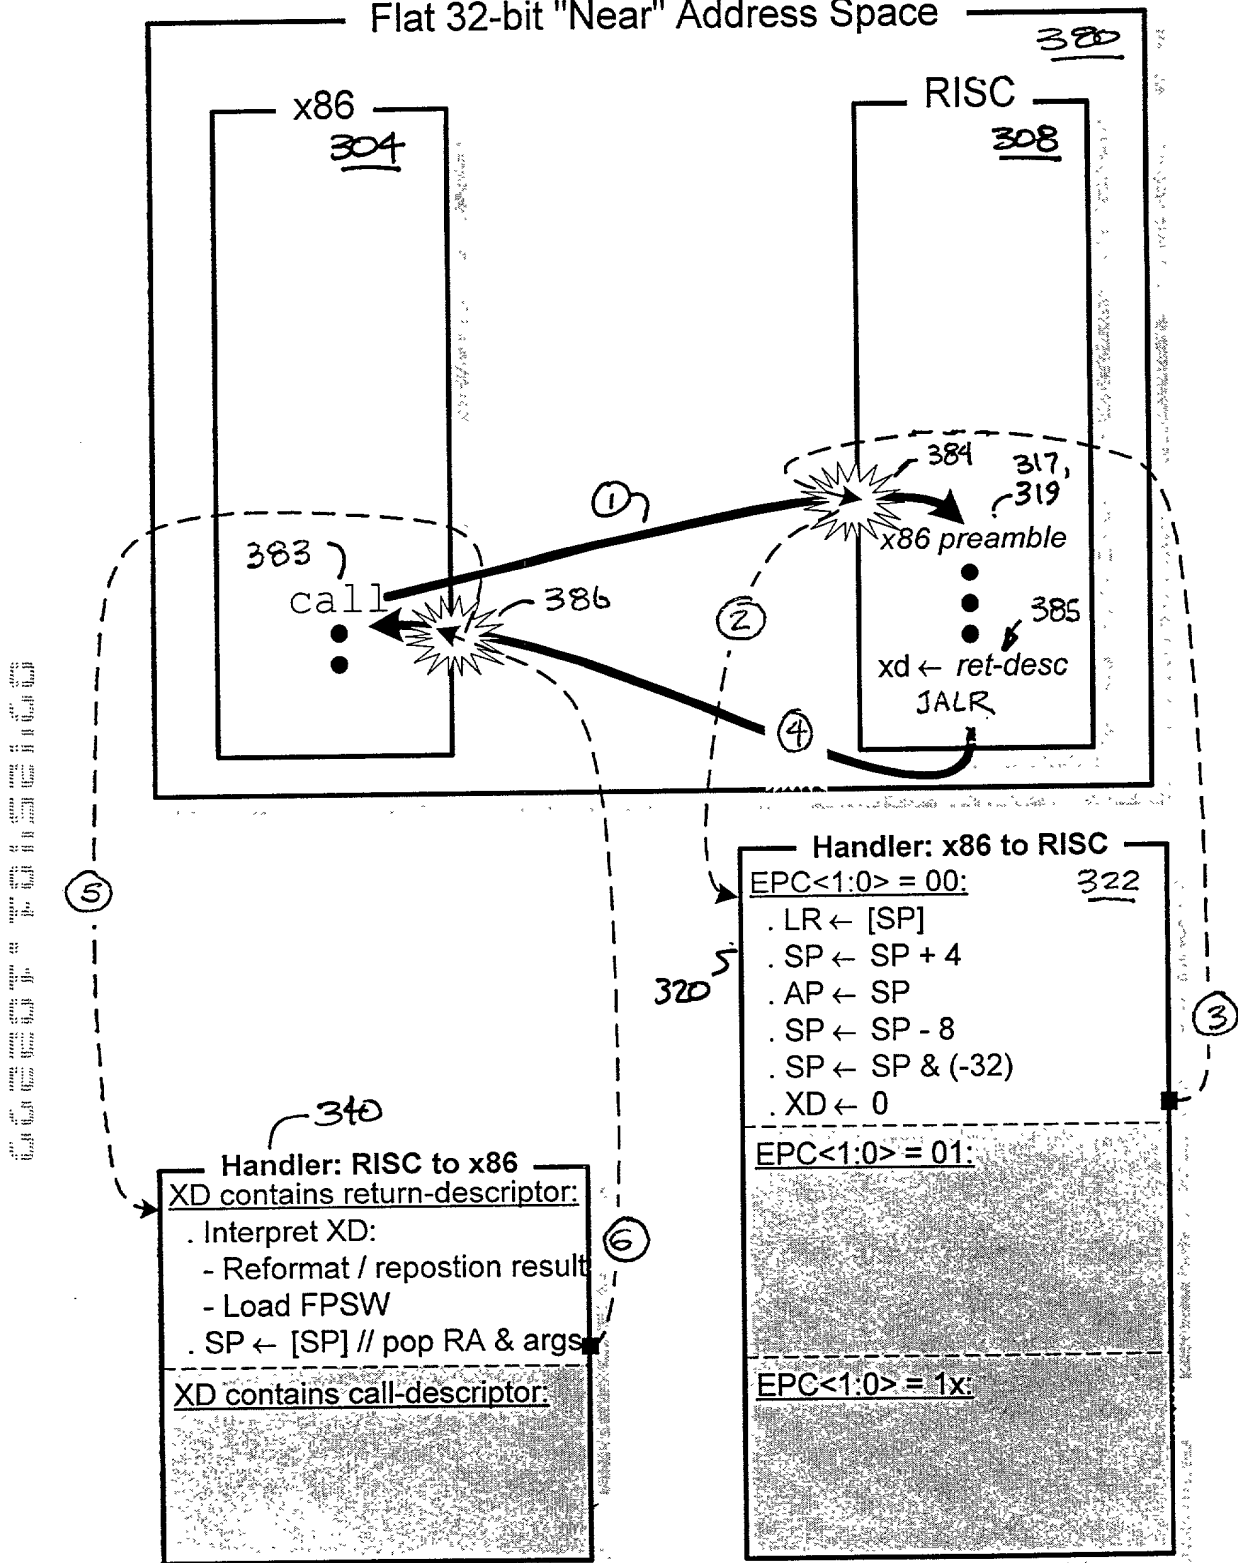 Flat 32-bit "Near" Address Space
380
x86
304
RISC
308
384
317,
319
①
x86 preamble
383
call
386
②
385
xd ← ret-desc
JALR
④
⑤
Handler: x86 to RISC
EPC<1:0> = 00:
322
. LR ← [SP]
. SP ← SP + 4
320
. AP ← SP
. SP ← SP - 8
③
. SP ← SP & (-32)
. XD ← 0
EPC<1:0> = 01:
EPC<1:0> = 1x:
340
Handler: RISC to x86
XD contains return-descriptor:
. Interpret XD:
- Reformat / repostion result
⑥
- Load FPSW
. SP ← [SP] // pop RA & args
XD contains call-descriptor: